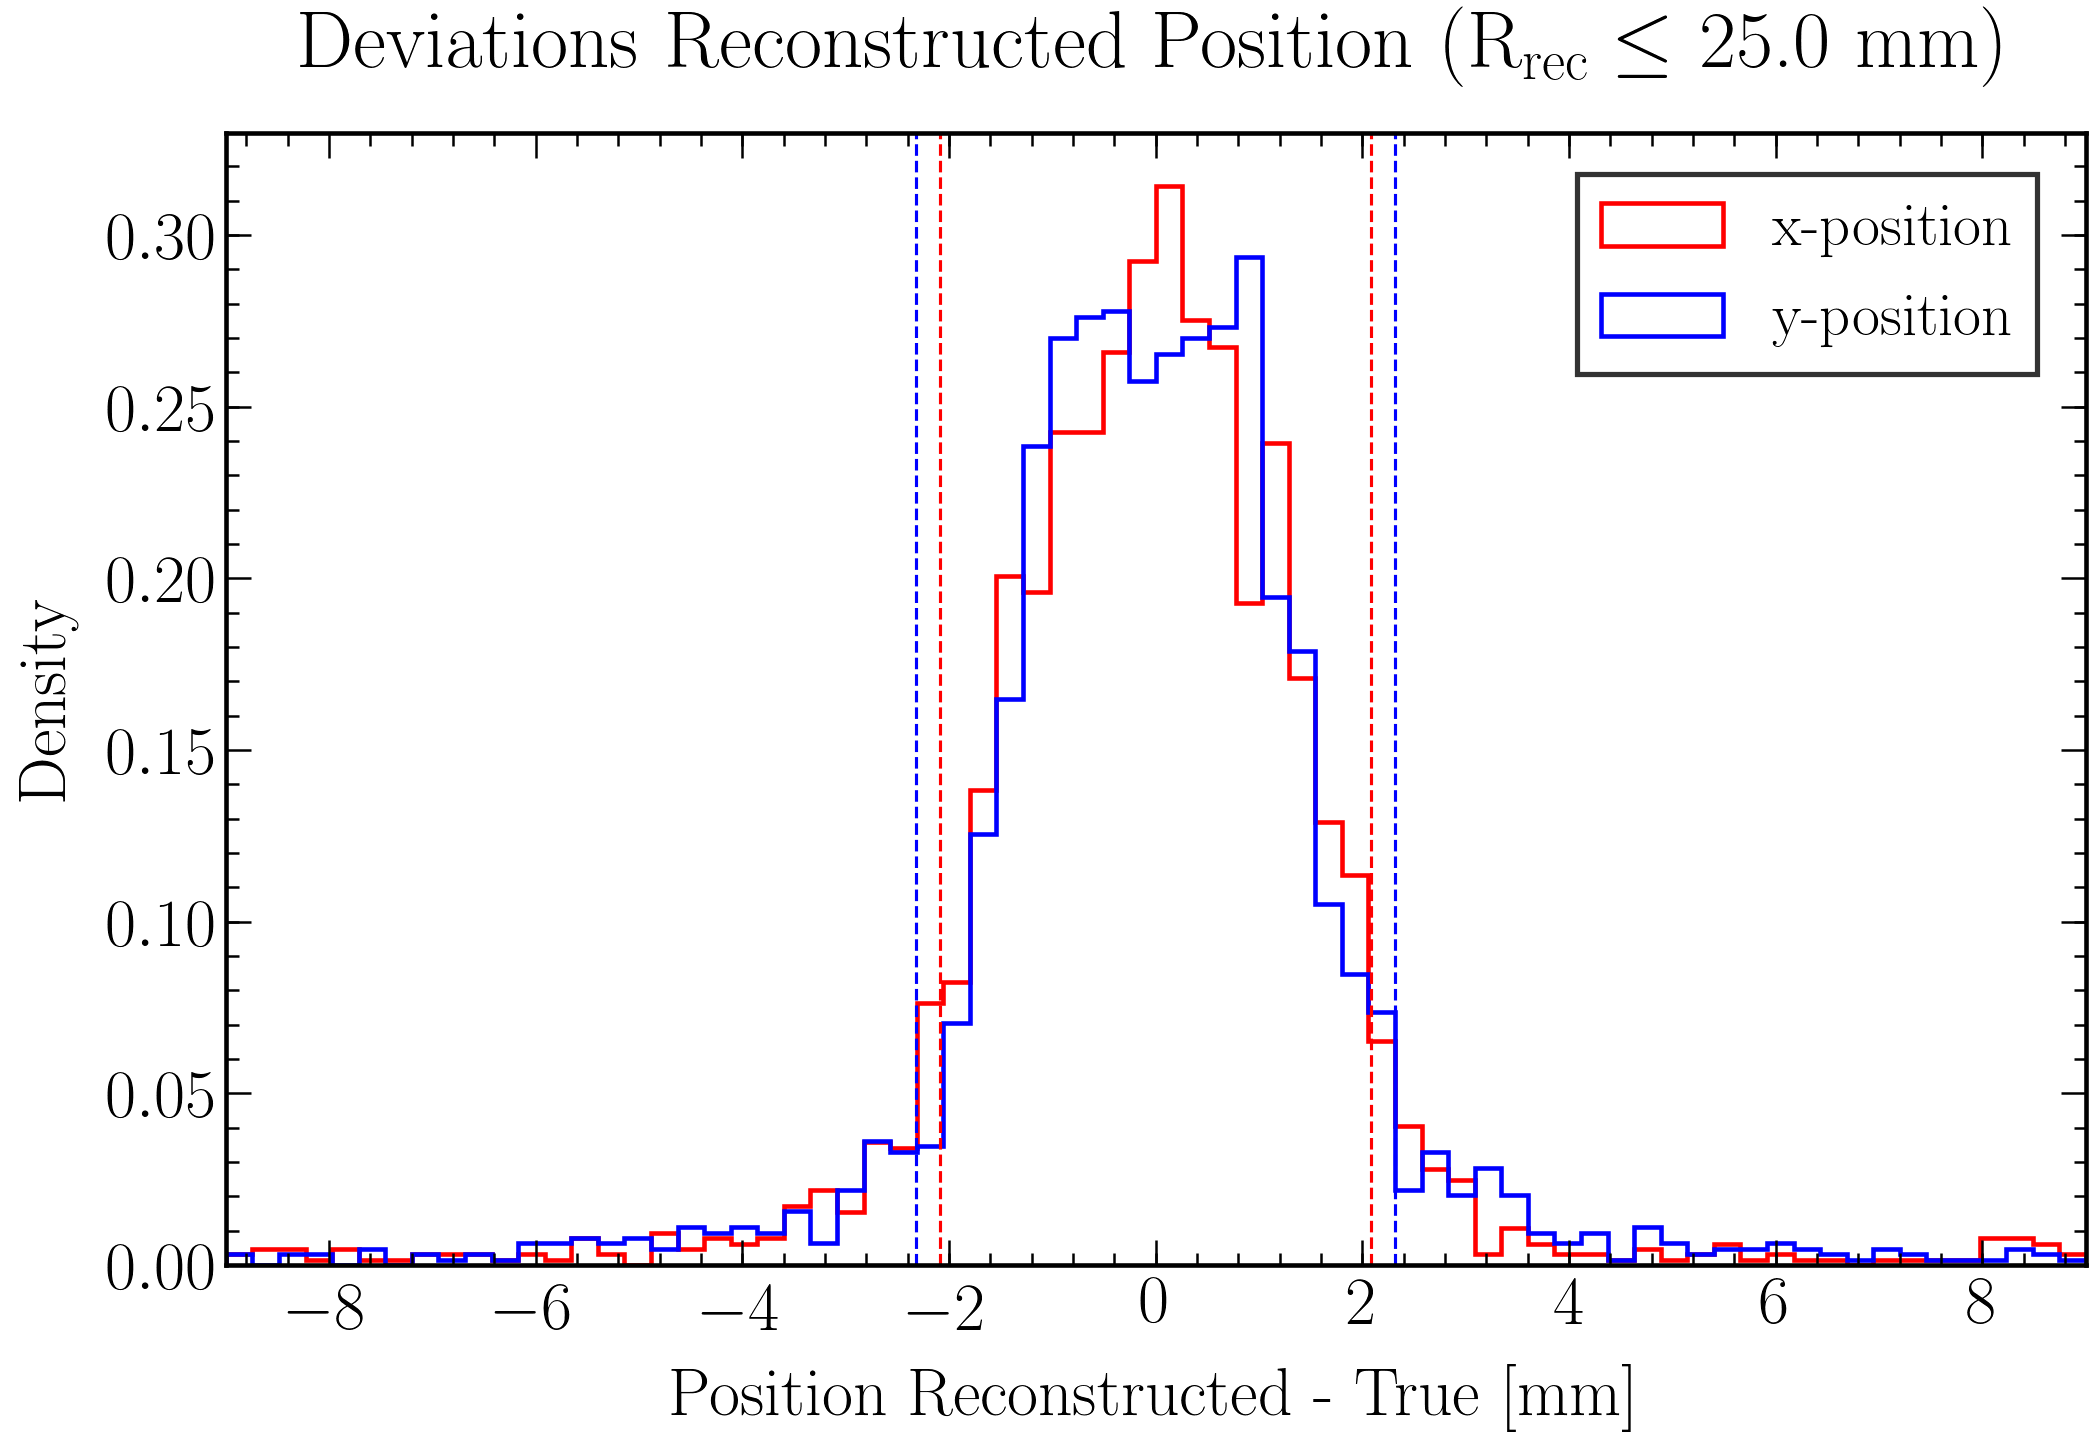 Deviations Reconstructed Position (R_rec ≤ 25.0 mm)
x-position
y-position
0.30
0.25
0.20
0.15
0.10
0.05
0.00
Density
−8 −6 −4 −2 0 2 4 6 8
Position Reconstructed - True [mm]